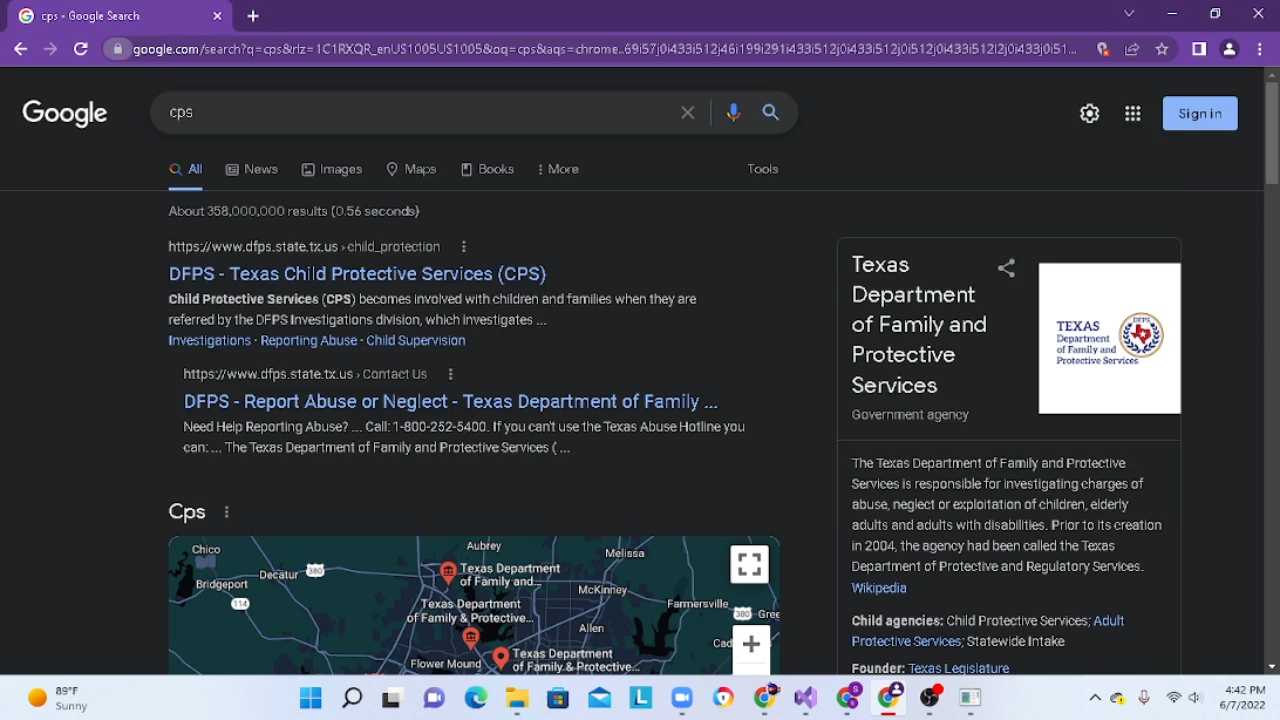 cps - Google Search
google.com/search?q=cps&rlz=1C1RXQR_enUS1005US1005&oq=cps&aqs=chrome..69i57j0i433i512j46i199i291i433i512j0i433i512j0i512j0i433i512l2j0i433j0i51...
Google
cps
Sign in
All
News
Images
Maps
Books
More
Tools
About 358,000,000 results (0.56 seconds)
https://www.dfps.state.tx.us › child_protection
DFPS - Texas Child Protective Services (CPS)
Child Protective Services (CPS) becomes involved with children and families when they are
referred by the DFPS Investigations division, which investigates ...
Investigations · Reporting Abuse · Child Supervision
https://www.dfps.state.tx.us › Contact Us
DFPS - Report Abuse or Neglect - Texas Department of Family ...
Need Help Reporting Abuse? ... Call: 1-800-252-5400. If you can't use the Texas Abuse Hotline you
can: ... The Texas Department of Family and Protective Services ( ...
Cps
Chico
Bridgeport
Decatur
380
114
Aubrey
Melissa
Texas Department
of Family and...
McKinney
Texas Department
of Family & Protective...
Farmersville
380
Gree
Allen
Flower Mound
Texas Department
of Family & Protective...
Texas
Department
of Family and
Protective
Services
Government agency
TEXAS
Department
of Family and
Protective Services
DFPS
The Texas Department of Family and Protective
Services is responsible for investigating charges of
abuse, neglect or exploitation of children, elderly
adults and adults with disabilities. Prior to its creation
in 2004, the agency had been called the Texas
Department of Protective and Regulatory Services.
Wikipedia
Child agencies: Child Protective Services; Adult
Protective Services; Statewide Intake
Founder: Texas Legislature
89°F
Sunny
4:42 PM
6/7/2022